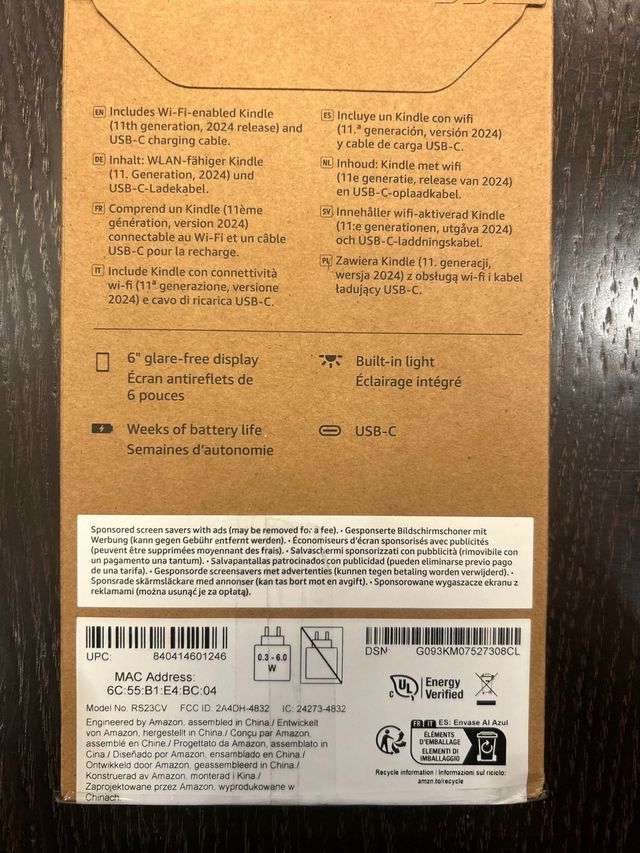 EN Includes Wi-Fi-enabled Kindle
(11th generation, 2024 release) and
USB-C charging cable.
DE Inhalt: WLAN-fähiger Kindle
(11. Generation, 2024) und
USB-C-Ladekabel.
FR Comprend un Kindle (11ème
génération, version 2024)
connectable au Wi-Fi et un câble
USB-C pour la recharge.
IT Include Kindle con connettività
wi-fi (11ª generazione, versione
2024) e cavo di ricarica USB-C.
ES Incluye un Kindle con wifi
(11.ª generación, versión 2024)
y cable de carga USB-C.
NL Inhoud: Kindle met wifi
(11e generatie, release van 2024)
en USB-C-oplaadkabel.
SV Innehåller wifi-aktiverad Kindle
(11:e generationen, utgåva 2024)
och USB-C-laddningskabel.
PL Zawiera Kindle (11. generacji,
wersja 2024) z obsługą wi-fi i kabel
ładujący USB-C.
6" glare-free display
Écran antireflets de
6 pouces
Built-in light
Éclairage intégré
Weeks of battery life
Semaines d'autonomie
USB-C
Sponsored screen savers with ads (may be removed for a fee). • Gesponserte Bildschirmschoner mit
Werbung (kann gegen Gebühr entfernt werden). • Économiseurs d'écran sponsorisés avec publicités
(peuvent être supprimées moyennant des frais). • Salvaschermi sponsorizzati con pubblicità (rimovibile con
un pagamento una tantum). • Salvapantallas patrocinados con publicidad (pueden eliminarse previo pago
de una tarifa). • Gesponsorde screensavers met advertenties (kunnen tegen betaling worden verwijderd). •
Sponsrade skärmsläckare med annonser (kan tas bort mot en avgift). • Sponsorowane wygaszacze ekranu z
reklamami (można usunąć je za opłatą).
UPC: 840414601246
MAC Address:
6C:55:B1:E4:BC:04
0.3 - 6.0
W
DSN G093KM07527308CL
Model No. RS23CV FCC ID: 2A4DH-4832 IC: 24273-4832
Engineered by Amazon, assembled in China./ Entwickelt
von Amazon, hergestellt in China./ Conçu par Amazon,
assemblé en Chine./ Progettato da Amazon, assemblato in
Cina./ Diseñado por Amazon, ensamblado en China./
Ontwikkeld door Amazon, geassembleerd in China./
Konstruerad av Amazon, monterad i Kina./
Zaprojektowane przez Amazon, wyprodukowane w
Chinach.
c UL Energy
Verified
FR IT ES: Envase Al Azul
ÉLÉMENTS
D'EMBALLAGE
ELEMENTI DI
IMBALLAGGIO
Recycle information / Informazioni sul riciclo:
amzn.to/recycle